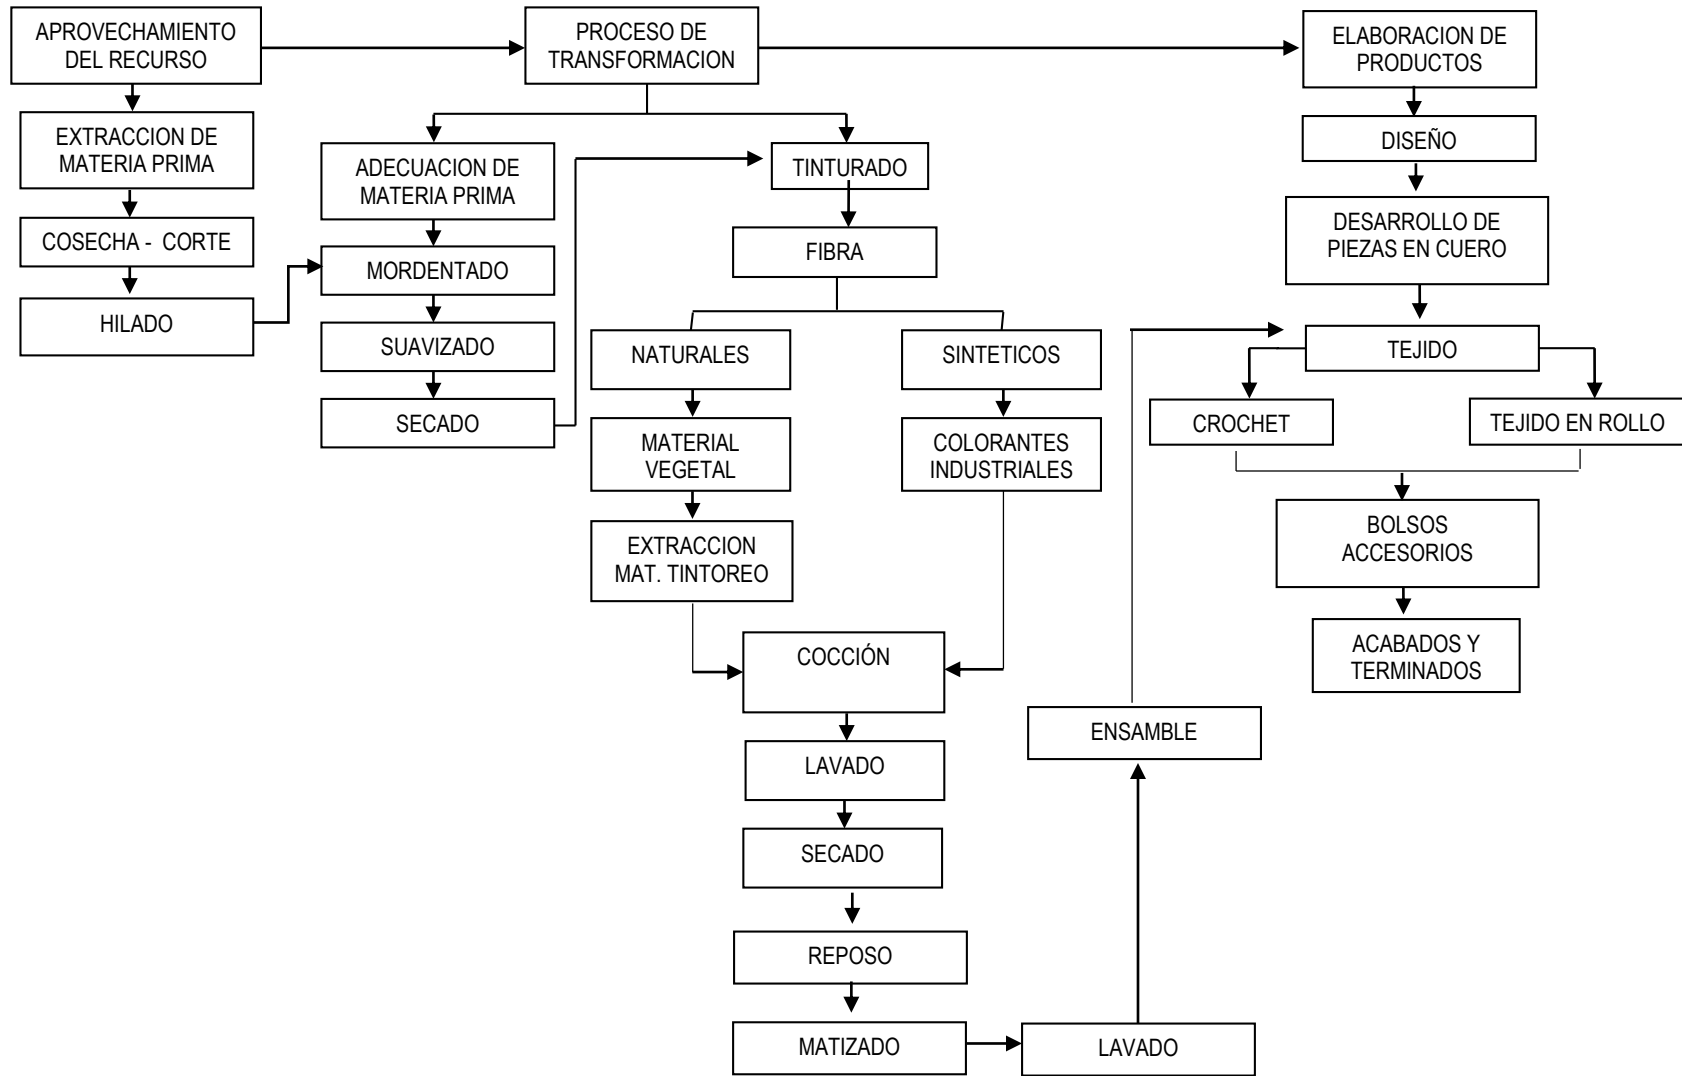 APROVECHAMIENTO
DEL RECURSO
PROCESO DE
TRANSFORMACION
ELABORACION DE
PRODUCTOS
EXTRACCION DE
MATERIA PRIMA
COSECHA - CORTE
HILADO
ADECUACION DE
MATERIA PRIMA
MORDENTADO
SUAVIZADO
SECADO
TINTURADO
FIBRA
NATURALES
SINTETICOS
MATERIAL
VEGETAL
COLORANTES
INDUSTRIALES
EXTRACCION
MAT. TINTOREO
COCCIÓN
LAVADO
SECADO
REPOSO
MATIZADO
LAVADO
ENSAMBLE
DISEÑO
DESARROLLO DE
PIEZAS EN CUERO
TEJIDO
CROCHET
TEJIDO EN ROLLO
BOLSOS
ACCESORIOS
ACABADOS Y
TERMINADOS